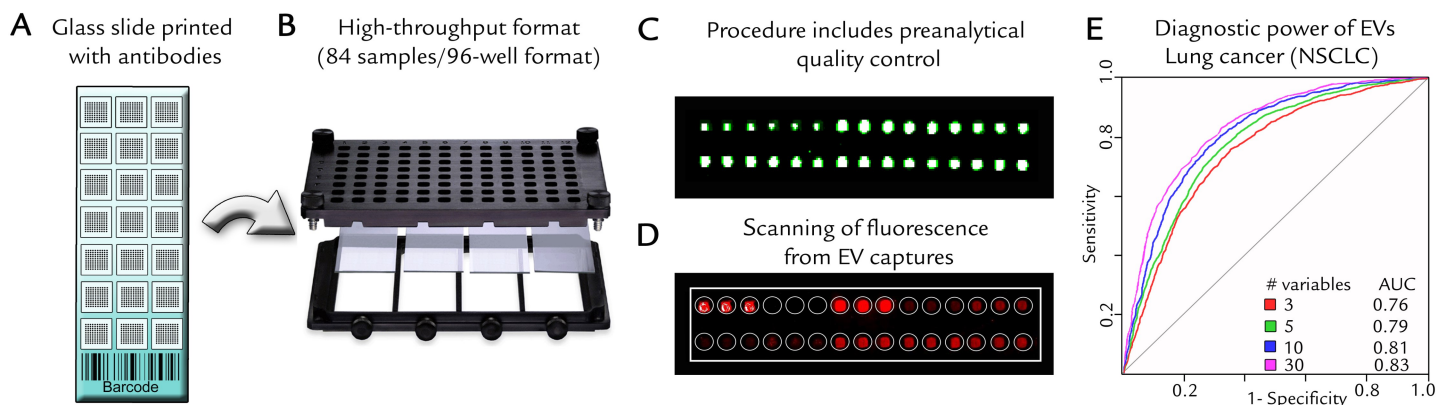 A
Glass slide printed
with antibodies
Barcode
B
High-throughput format
(84 samples/96-well format)
C
Procedure includes preanalytical
quality control
D
Scanning of fluorescence
from EV captures
E
Diagnostic power of EVs
Lung cancer (NSCLC)
1.0
0.8
Sensitivity
0.2
# variables AUC
3 0.76
5 0.79
10 0.81
30 0.83
0.2 0.8 1.0
1- Specificity